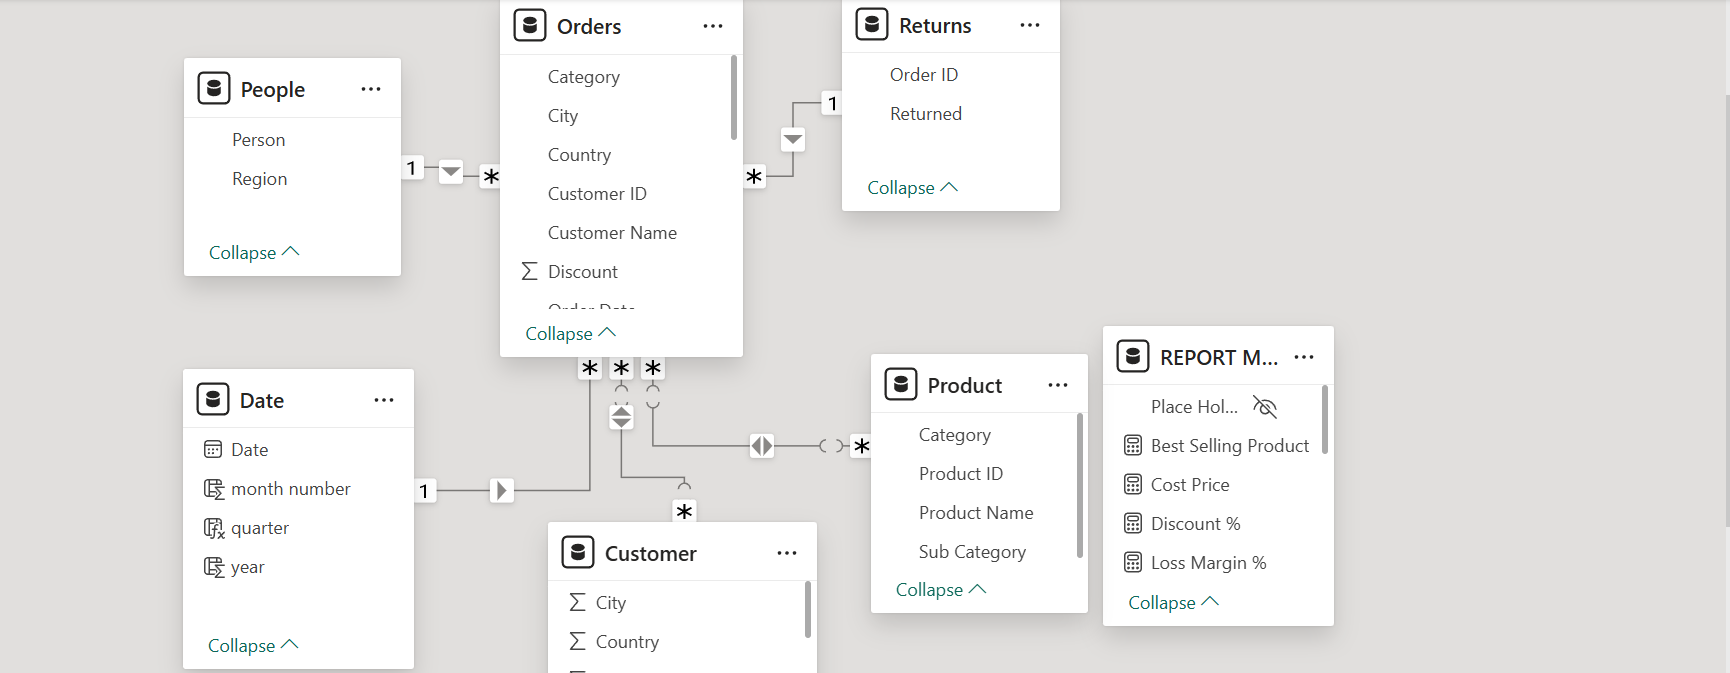 Orders
Category
City
Country
Customer ID
Customer Name
Discount
Order Date
Collapse
Returns
Order ID
Returned
Collapse
People
Person
Region
Collapse
1
*
*
1
Date
Date
month number
quarter
year
Collapse
1
* * *
*
*
Customer
City
Country
Product
Category
Product ID
Product Name
Sub Category
Collapse
REPORT M...
Place Hol...
Best Selling Product
Cost Price
Discount %
Loss Margin %
Collapse